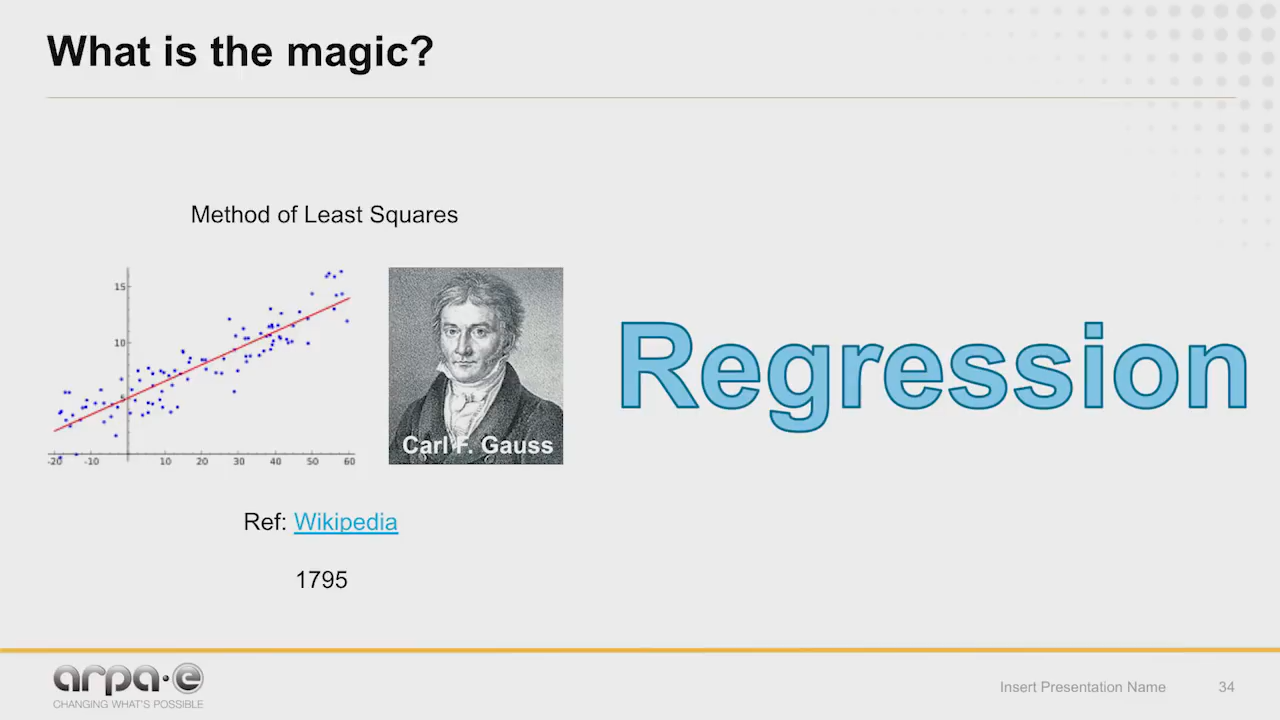 What is the magic?
Method of Least Squares
15
10
5
-20 -10 10 20 30 40 50 60
Carl F. Gauss
Regression
Ref: Wikipedia
1795
arpa·e
CHANGING WHAT'S POSSIBLE
Insert Presentation Name 34